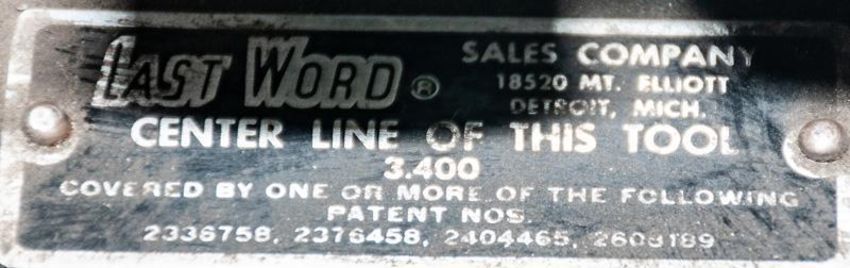 LAST WORD ® SALES COMPANY
18520 MT. ELLIOTT
DETROIT, MICH.
CENTER LINE OF THIS TOOL
3.400
COVERED BY ONE OR MORE OF THE FOLLOWING
PATENT NOS.
2336758, 2376458, 2404465, 2608189